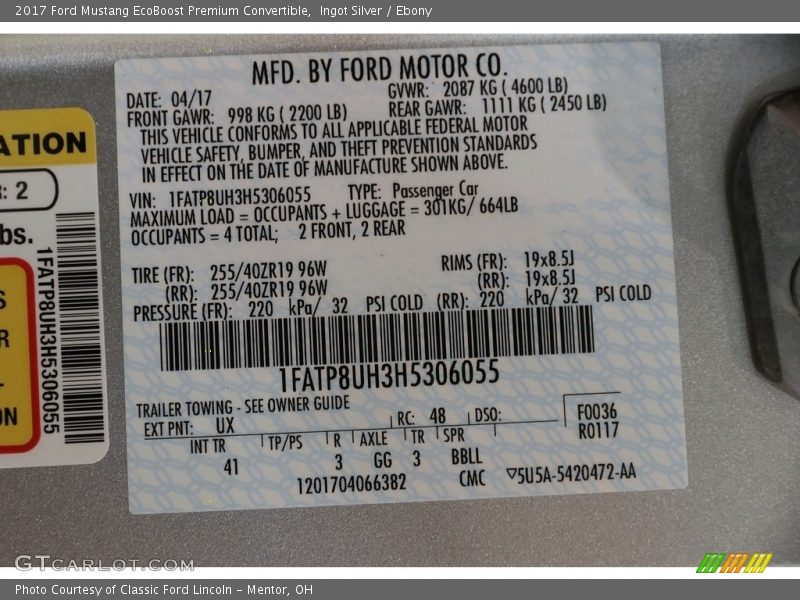 2017 Ford Mustang EcoBoost Premium Convertible, Ingot Silver / Ebony
ATION
R: 2
bs.
S
R
ON
1FATP8UH3H5306055
MFD. BY FORD MOTOR CO.
DATE: 04/17 GVWR: 2087 KG ( 4600 LB)
FRONT GAWR: 998 KG ( 2200 LB) REAR GAWR: 1111 KG ( 2450 LB)
THIS VEHICLE CONFORMS TO ALL APPLICABLE FEDERAL MOTOR
VEHICLE SAFETY, BUMPER, AND THEFT PREVENTION STANDARDS
IN EFFECT ON THE DATE OF MANUFACTURE SHOWN ABOVE.
VIN: 1FATP8UH3H5306055 TYPE: Passenger Car
MAXIMUM LOAD = OCCUPANTS + LUGGAGE = 301KG/ 664LB
OCCUPANTS = 4 TOTAL; 2 FRONT, 2 REAR
TIRE (FR): 255/40ZR19 96W RIMS (FR): 19x8.5J
(RR): 255/40ZR19 96W (RR): 19x8.5J
PRESSURE (FR): 220 kPa/ 32 PSI COLD (RR): 220 kPa/ 32 PSI COLD
1FATP8UH3H5306055
TRAILER TOWING - SEE OWNER GUIDE
EXT PNT: UX RC: 48 DSO: F0036
R0117
INT TR TP/PS R AXLE TR SPR
41 3 GG 3 BBLL
1201704066382 CMC ▽5U5A-5420472-AA
GTCARLOT.COM
Photo Courtesy of Classic Ford Lincoln - Mentor, OH